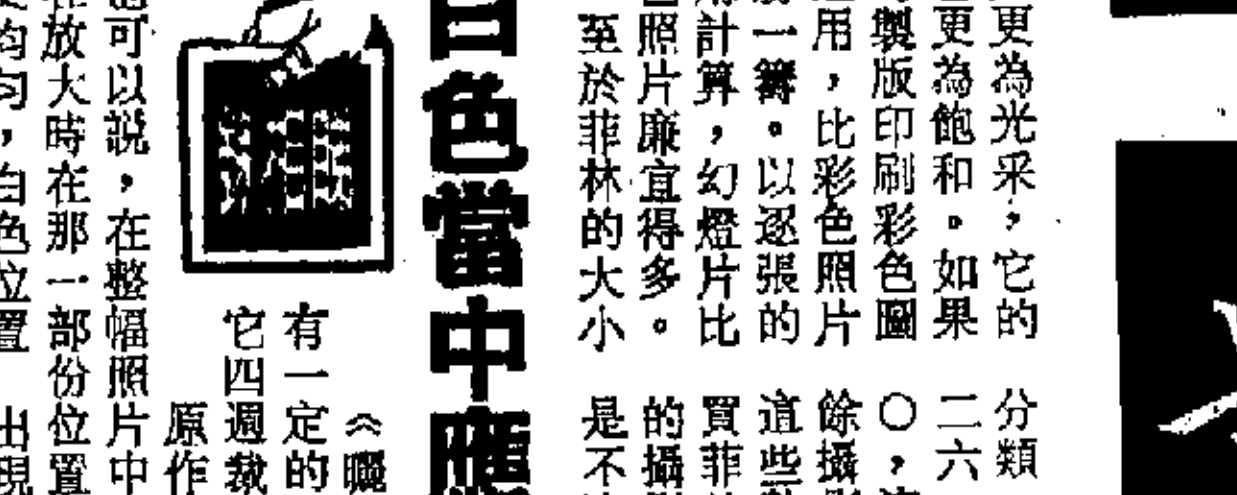 更為光采，它的
更為飽和。如果
製版印刷彩色圖
用，比彩色照片
一籌。以逐張的
計算，幻燈片比
照片廉宜得多。
至於菲林的大小
分類
二六
〇，
餘攝
這些
買菲
的攝
是不
白色當中
《曬
有一定的
它四週裁
原作
可以說，在整幅照片中
放大時在那一部份位置
均勻，白色位置
出現